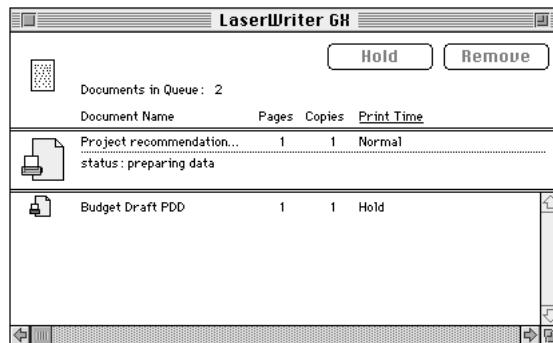 LaserWriter GX
Hold Remove
Documents in Queue: 2
Document Name Pages Copies Print Time
Project recommendation... 1 1 Normal
status: preparing data
Budget Draft PDD 1 1 Hold